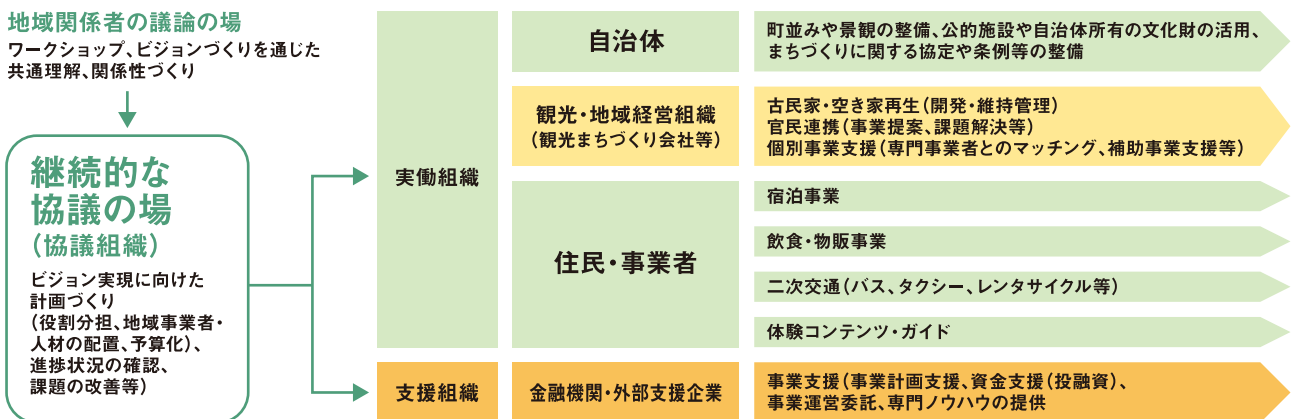 地域関係者の議論の場
ワークショップ、ビジョンづくりを通じた
共通理解、関係性づくり
継続的な
協議の場
(協議組織)
ビジョン実現に向けた
計画づくり
(役割分担、地域事業者・
人材の配置、予算化)、
進捗状況の確認、
課題の改善等)
実働組織
自治体
町並みや景観の整備、公的施設や自治体所有の文化財の活用、
まちづくりに関する協定や条例等の整備
観光・地域経営組織
(観光まちづくり会社等)
古民家・空き家再生(開発・維持管理)
官民連携(事業提案、課題解決等)
個別事業支援(専門事業者とのマッチング、補助事業支援等)
住民・事業者
宿泊事業
飲食・物販事業
二次交通(バス、タクシー、レンタサイクル等)
体験コンテンツ・ガイド
支援組織
金融機関・外部支援企業
事業支援(事業計画支援、資金支援(投融資)、
事業運営委託、専門ノウハウの提供